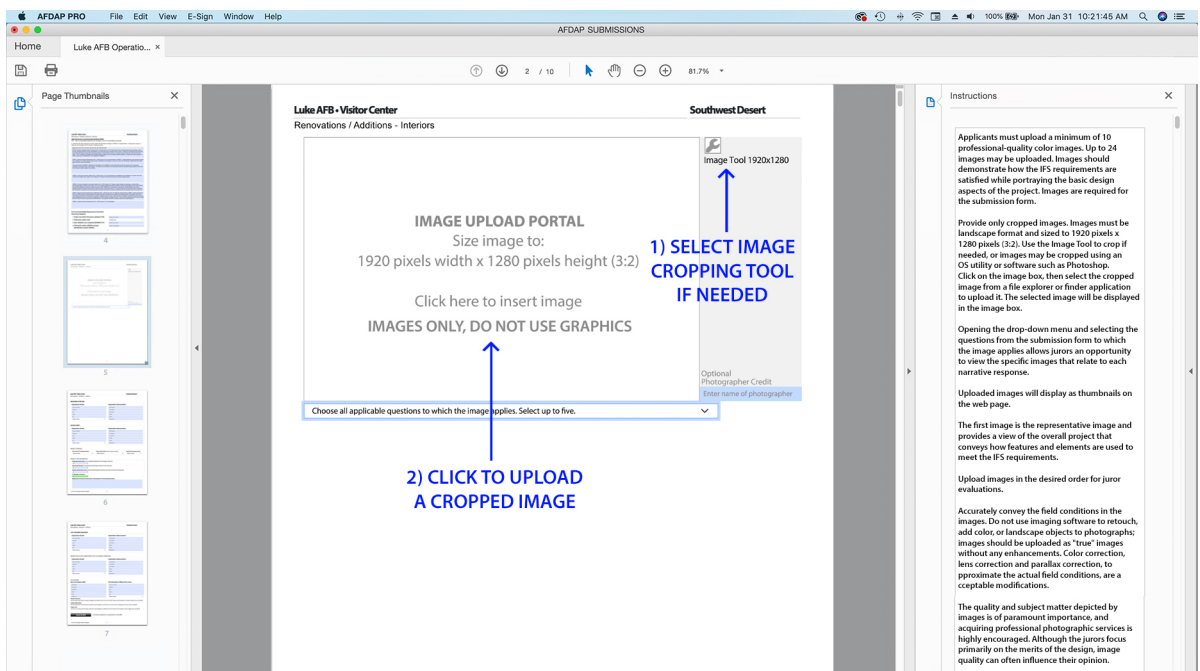 AFDAP PRO File Edit View E-Sign Window Help 100% Mon Jan 31 10:21:45 AM
AFDAP SUBMISSIONS
Home Luke AFB Operatio... ×
2 / 10 81.7%
Page Thumbnails
4
5
6
7
Luke AFB • Visitor Center Southwest Desert
Renovations / Additions - Interiors
Image Tool 1920x1280
IMAGE UPLOAD PORTAL
Size image to:
1920 pixels width x 1280 pixels height (3:2)
Click here to insert image
IMAGES ONLY, DO NOT USE GRAPHICS
1) SELECT IMAGE
CROPPING TOOL
IF NEEDED
Optional
Photographer Credit
Enter name of photographer
Choose all applicable questions to which the image applies. Select up to five.
2) CLICK TO UPLOAD
A CROPPED IMAGE
Instructions
Applicants must upload a minimum of 10
professional-quality color images. Up to 24
images may be uploaded. Images should
demonstrate how the IFS requirements are
satisfied while portraying the basic design
aspects of the project. Images are required for
the submission form.
Provide only cropped images. Images must be
landscape format and sized to 1920 pixels x
1280 pixels (3:2). Use the Image Tool to crop if
needed, or images may be cropped using an
OS utility or software such as Photoshop.
Click on the image box, then select the cropped
image from a file explorer or finder application
to upload it. The selected image will be displayed
in the image box.
Opening the drop-down menu and selecting the
questions from the submission form to which
the image applies allows jurors an opportunity
to view the specific images that relate to each
narrative response.
Uploaded images will display as thumbnails on
the web page.
The first image is the representative image and
provides a view of the overall project that
conveys how features and elements are used to
meet the IFS requirements.
Upload images in the desired order for juror
evaluations.
Accurately convey the field conditions in the
images. Do not use imaging software to retouch,
add color, or landscape objects to photographs;
images should be uploaded as "true" images
without any enhancements. Color correction,
lens correction and parallax correction, to
pproximate the actual field conditions, are a
cceptable modifications.
The quality and subject matter depicted by
images is of paramount importance, and
acquiring professional photographic services is
highly encouraged. Although the jurors focus
primarily on the merits of the design, image
quality can often influence their opinion.